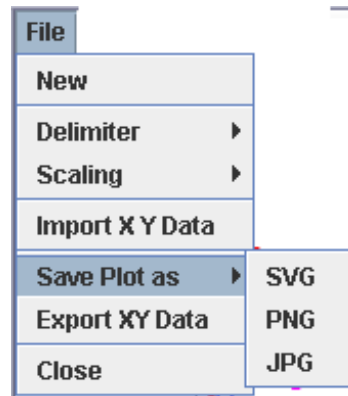 File
New
Delimiter
Scaling
Import X Y Data
Save Plot as
SVG
Export XY Data
PNG
JPG
Close